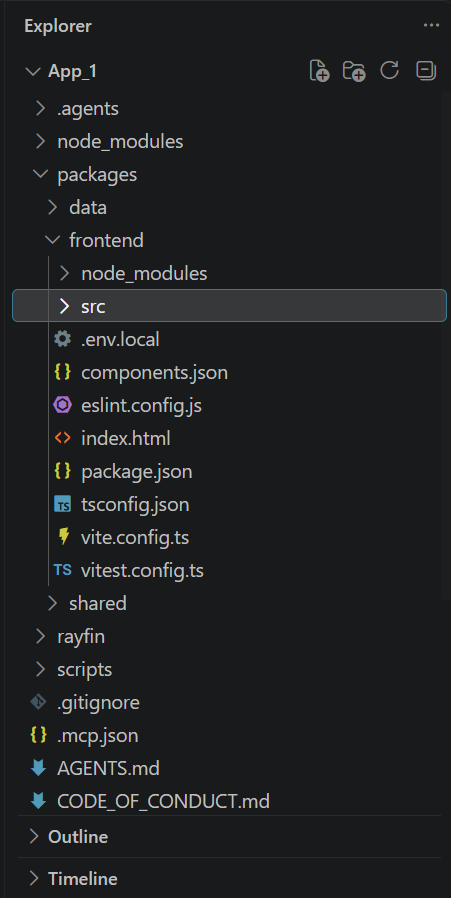 Explorer
App_1
.agents
node_modules
packages
data
frontend
node_modules
src
.env.local
{} components.json
eslint.config.js
<> index.html
{} package.json
TS tsconfig.json
vite.config.ts
TS vitest.config.ts
shared
rayfin
scripts
.gitignore
{} .mcp.json
AGENTS.md
CODE_OF_CONDUCT.md
Outline
Timeline